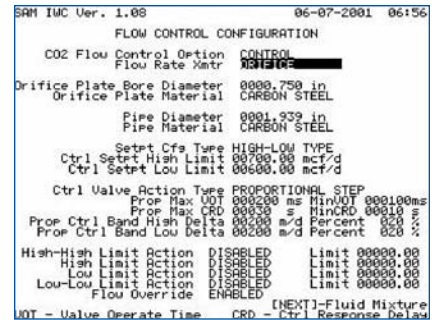 SAM IWC Ver. 1.08 06-07-2001 06:56
FLOW CONTROL CONFIGURATION
CO2 Flow Control Option CONTROL
Flow Rate Xmtr ORIFICE
Orifice Plate Bore Diameter 0000.750 in
Orifice Plate Material CARBON STEEL
Pipe Diameter 0001.939 in
Pipe Material CARBON STEEL
Setpt Cfg Type HIGH-LOW TYPE
Ctrl Setpt High Limit 00700.00 mcf/d
Ctrl Setpt Low Limit 00600.00 mcf/d
Ctrl Valve Action Type PROPORTIONAL STEP
Prop Max VOT 000200 ms MinVOT 000100ms
Prop Max CRD 00030 s MinCRD 00010 s
Prop Ctrl Band High Delta 00200 m/d Percent 020 %
Prop Ctrl Band Low Delta 00200 m/d Percent 020 %
High-High Limit Action DISABLED Limit 00000.00
High Limit Action DISABLED Limit 00000.00
Low Limit Action DISABLED Limit 00000.00
Low-Low Limit Action DISABLED Limit 00000.00
Flow Override ENABLED
[NEXT]-Fluid Mixture
VOT - Valve Operate Time CRD - Ctrl Response Delay